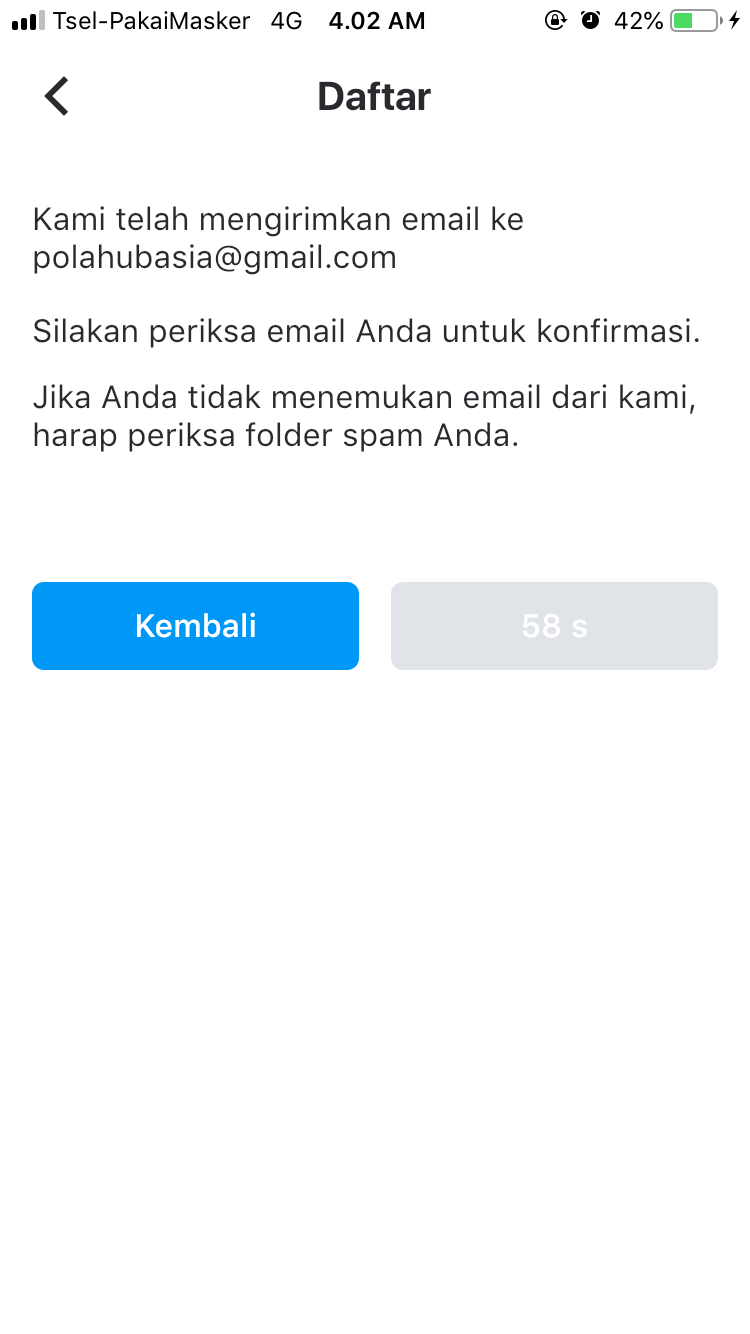 Tsel-PakaiMasker 4G 4.02 AM 42%
Daftar
Kami telah mengirimkan email ke
polahubasia@gmail.com
Silakan periksa email Anda untuk konfirmasi.
Jika Anda tidak menemukan email dari kami,
harap periksa folder spam Anda.
Kembali 58 s